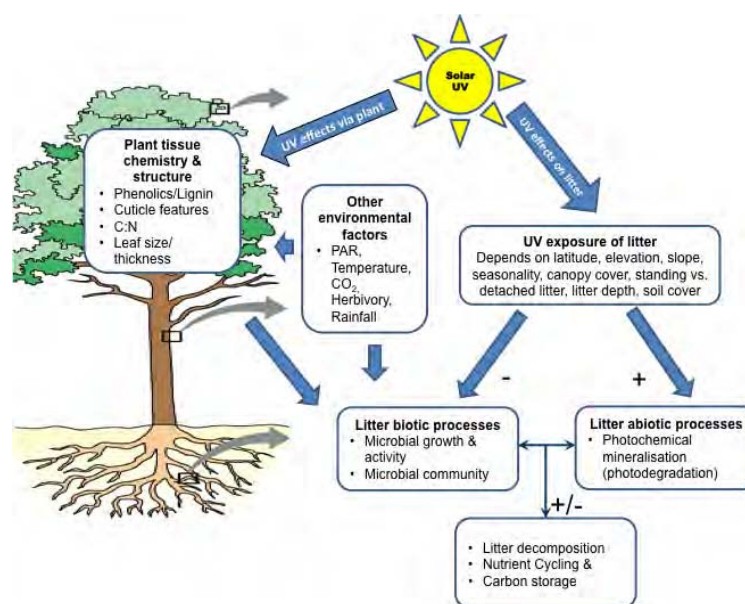 Solar
UV
UV effects via plant
UV effects on litter
Plant tissue
chemistry &
structure
• Phenolics/Lignin
• Cuticle features
• C:N
• Leaf size/
thickness
Other
environmental
factors
• PAR,
Temperature,
CO₂,
Herbivory,
Rainfall
UV exposure of litter
Depends on latitude, elevation, slope,
seasonality, canopy cover, standing vs.
detached litter, litter depth, soil cover
-
+
Litter biotic processes
• Microbial growth &
activity
• Microbial community
Litter abiotic processes
• Photochemical
mineralisation
(photodegradation)
+/-
• Litter decomposition
• Nutrient Cycling &
• Carbon storage